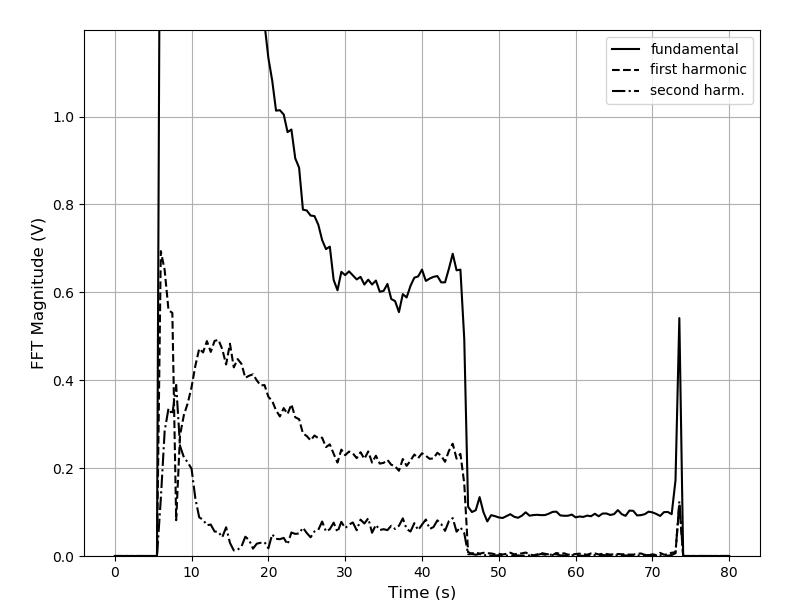 fundamental
first harmonic
second harm.
FFT Magnitude (V)
1.0
0.8
0.6
0.4
0.2
0.0
0 10 20 30 40 50 60 70 80
Time (s)